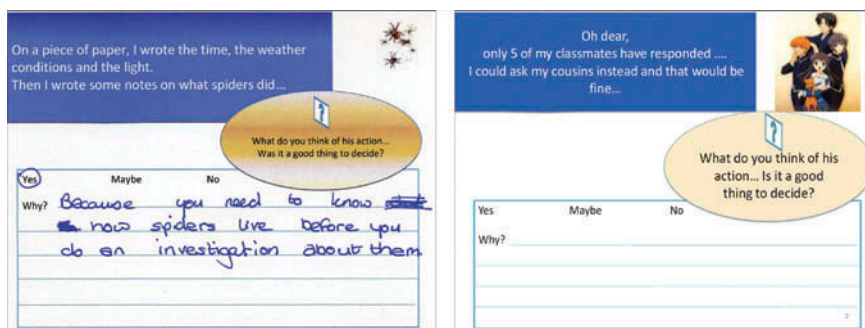 On a piece of paper, I wrote the time, the weather
conditions and the light.
Then I wrote some notes on what spiders did...
?
What do you think of his action...
Was it a good thing to decide?
Yes Maybe No
Why? Because you need to know
how spiders live before you
do an investigation about them
Oh dear,
only 5 of my classmates have responded ....
I could ask my cousins instead and that would be
fine...
?
What do you think of his
action... Is it a good
thing to decide?
Yes Maybe No
Why?
2